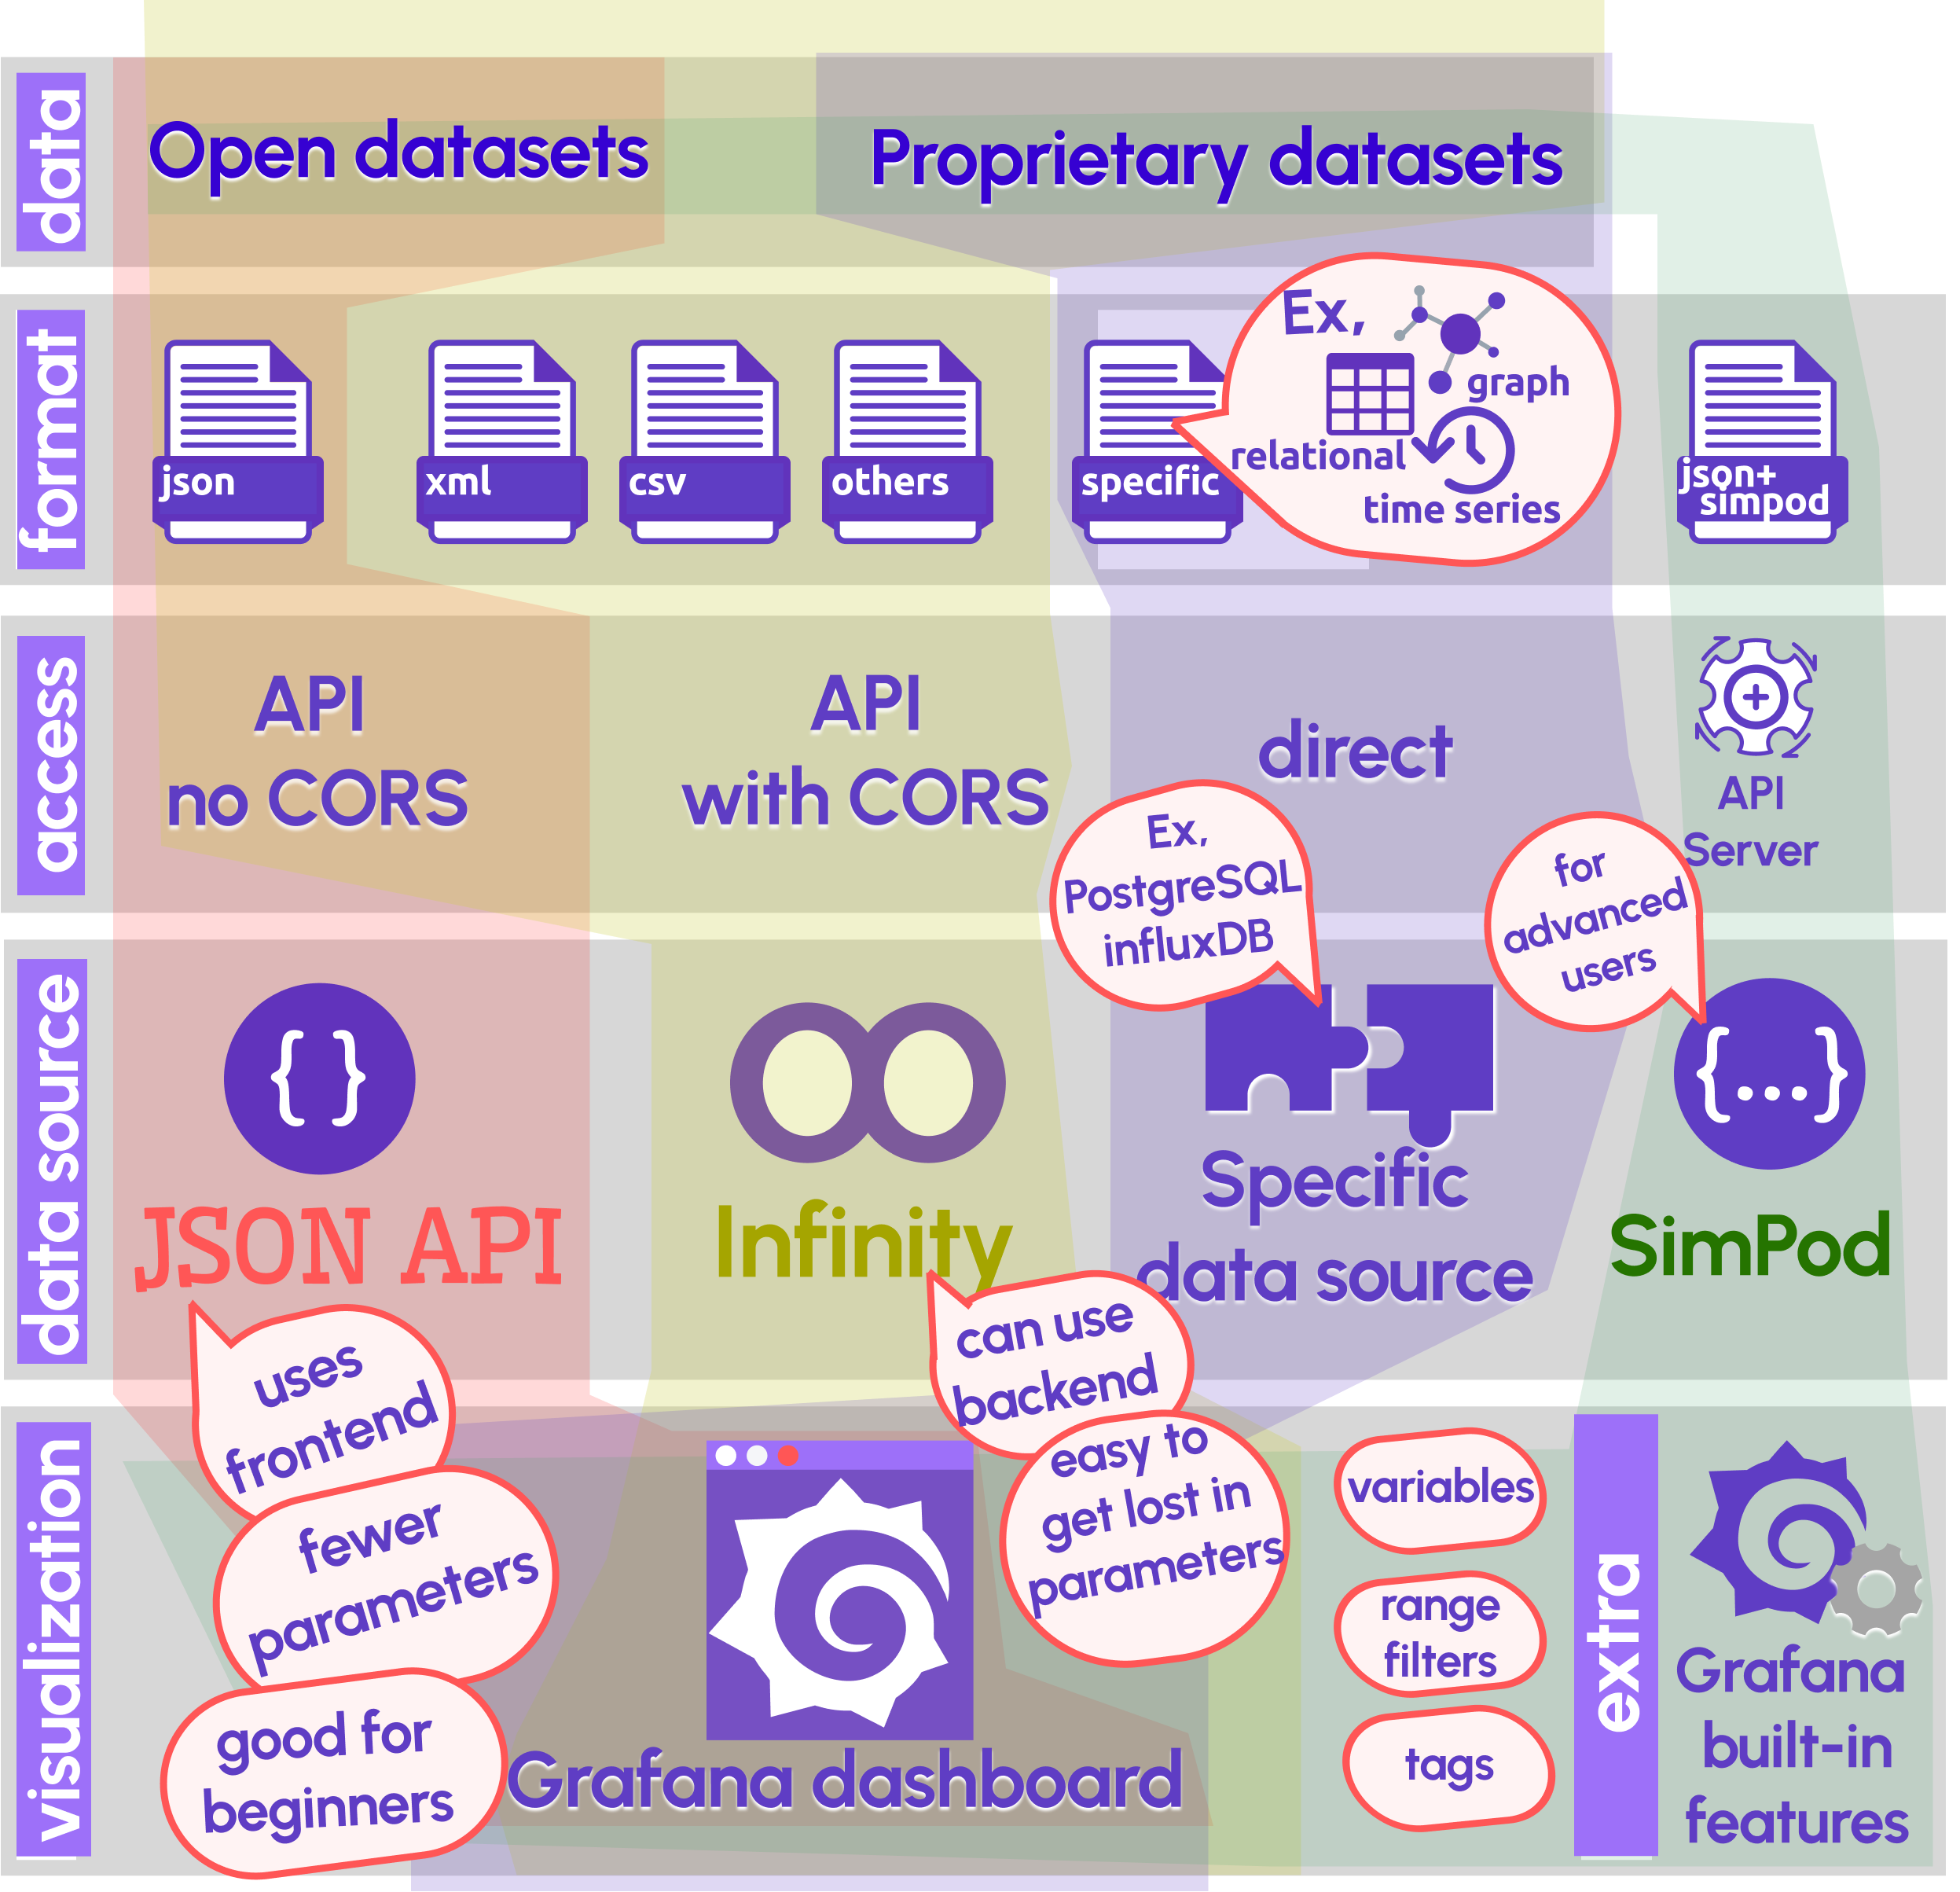 data
Open datasets
Proprietary datasets
format
json
xml
csv
others
specific
Ex,
graph
relational
time series
json+
simpod
access
API
no CORS
API
with CORS
direct
API
Server
Ex,
PostgreSQL
influxDB
for
advanced
users
data source
{ }
JSON API
Infinity
Specific
data source
{...}
SimPod
uses
frontend
fewer
parameters
good for
beginners
can use
backend
easy to
get lost in
parameters
visualization
Grafana dashboard
variables
range
filters
tags
extra
Grafana
built-in
features